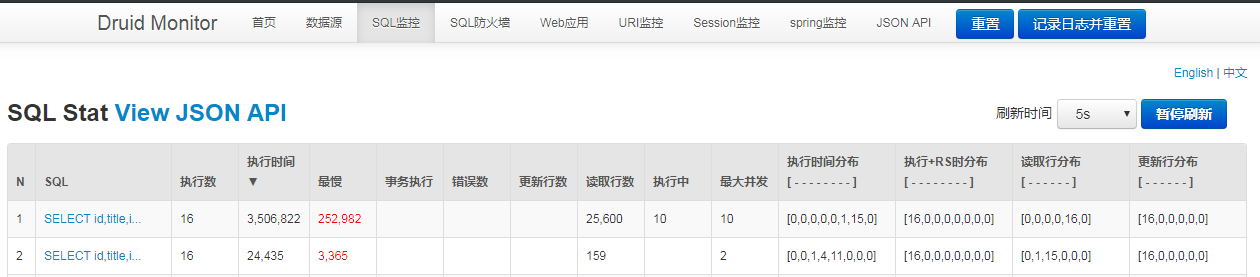 Druid Monitor 首页 数据源 SQL监控 SQL防火墙 Web应用 URI监控 Session监控 spring监控 JSON API 重置 记录日志并重置
English | 中文
SQL Stat View JSON API 刷新时间 5s 暂停刷新
N SQL 执行数 执行时间 ▼ 最慢 事务执行 错误数 更新行数 读取行数 执行中 最大并发 执行时间分布 [ - - - - - - - - ] 执行+RS时分布 [ - - - - - - - - ] 读取行分布 [ - - - - - - ] 更新行分布 [ - - - - - - ]
1 SELECT id,title,i... 16 3,506,822 252,982 25,600 10 10 [0,0,0,0,0,1,15,0] [16,0,0,0,0,0,0,0] [0,0,0,0,16,0] [16,0,0,0,0,0]
2 SELECT id,title,i... 16 24,435 3,365 159 2 [0,0,1,4,11,0,0,0] [16,0,0,0,0,0,0,0] [0,1,15,0,0,0] [16,0,0,0,0,0]